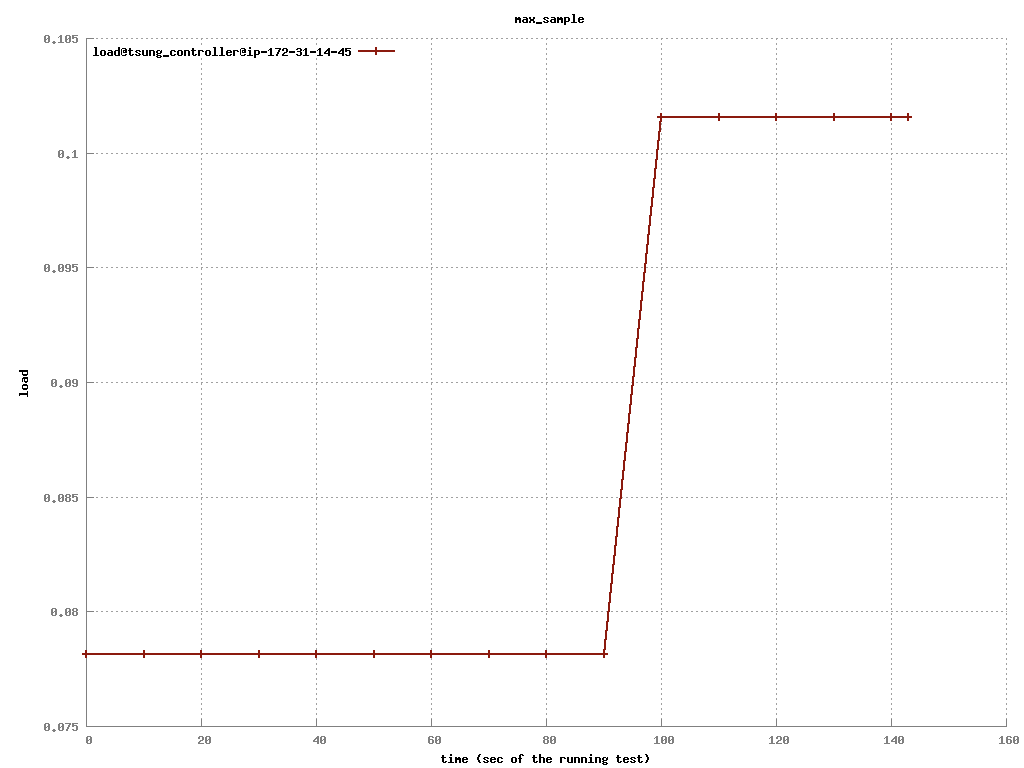 max_sample
load@tsung_controller@ip-172-31-14-45
0.105
0.1
0.095
0.09
0.085
0.08
0.075
load
0 20 40 60 80 100 120 140 160
time (sec of the running test)